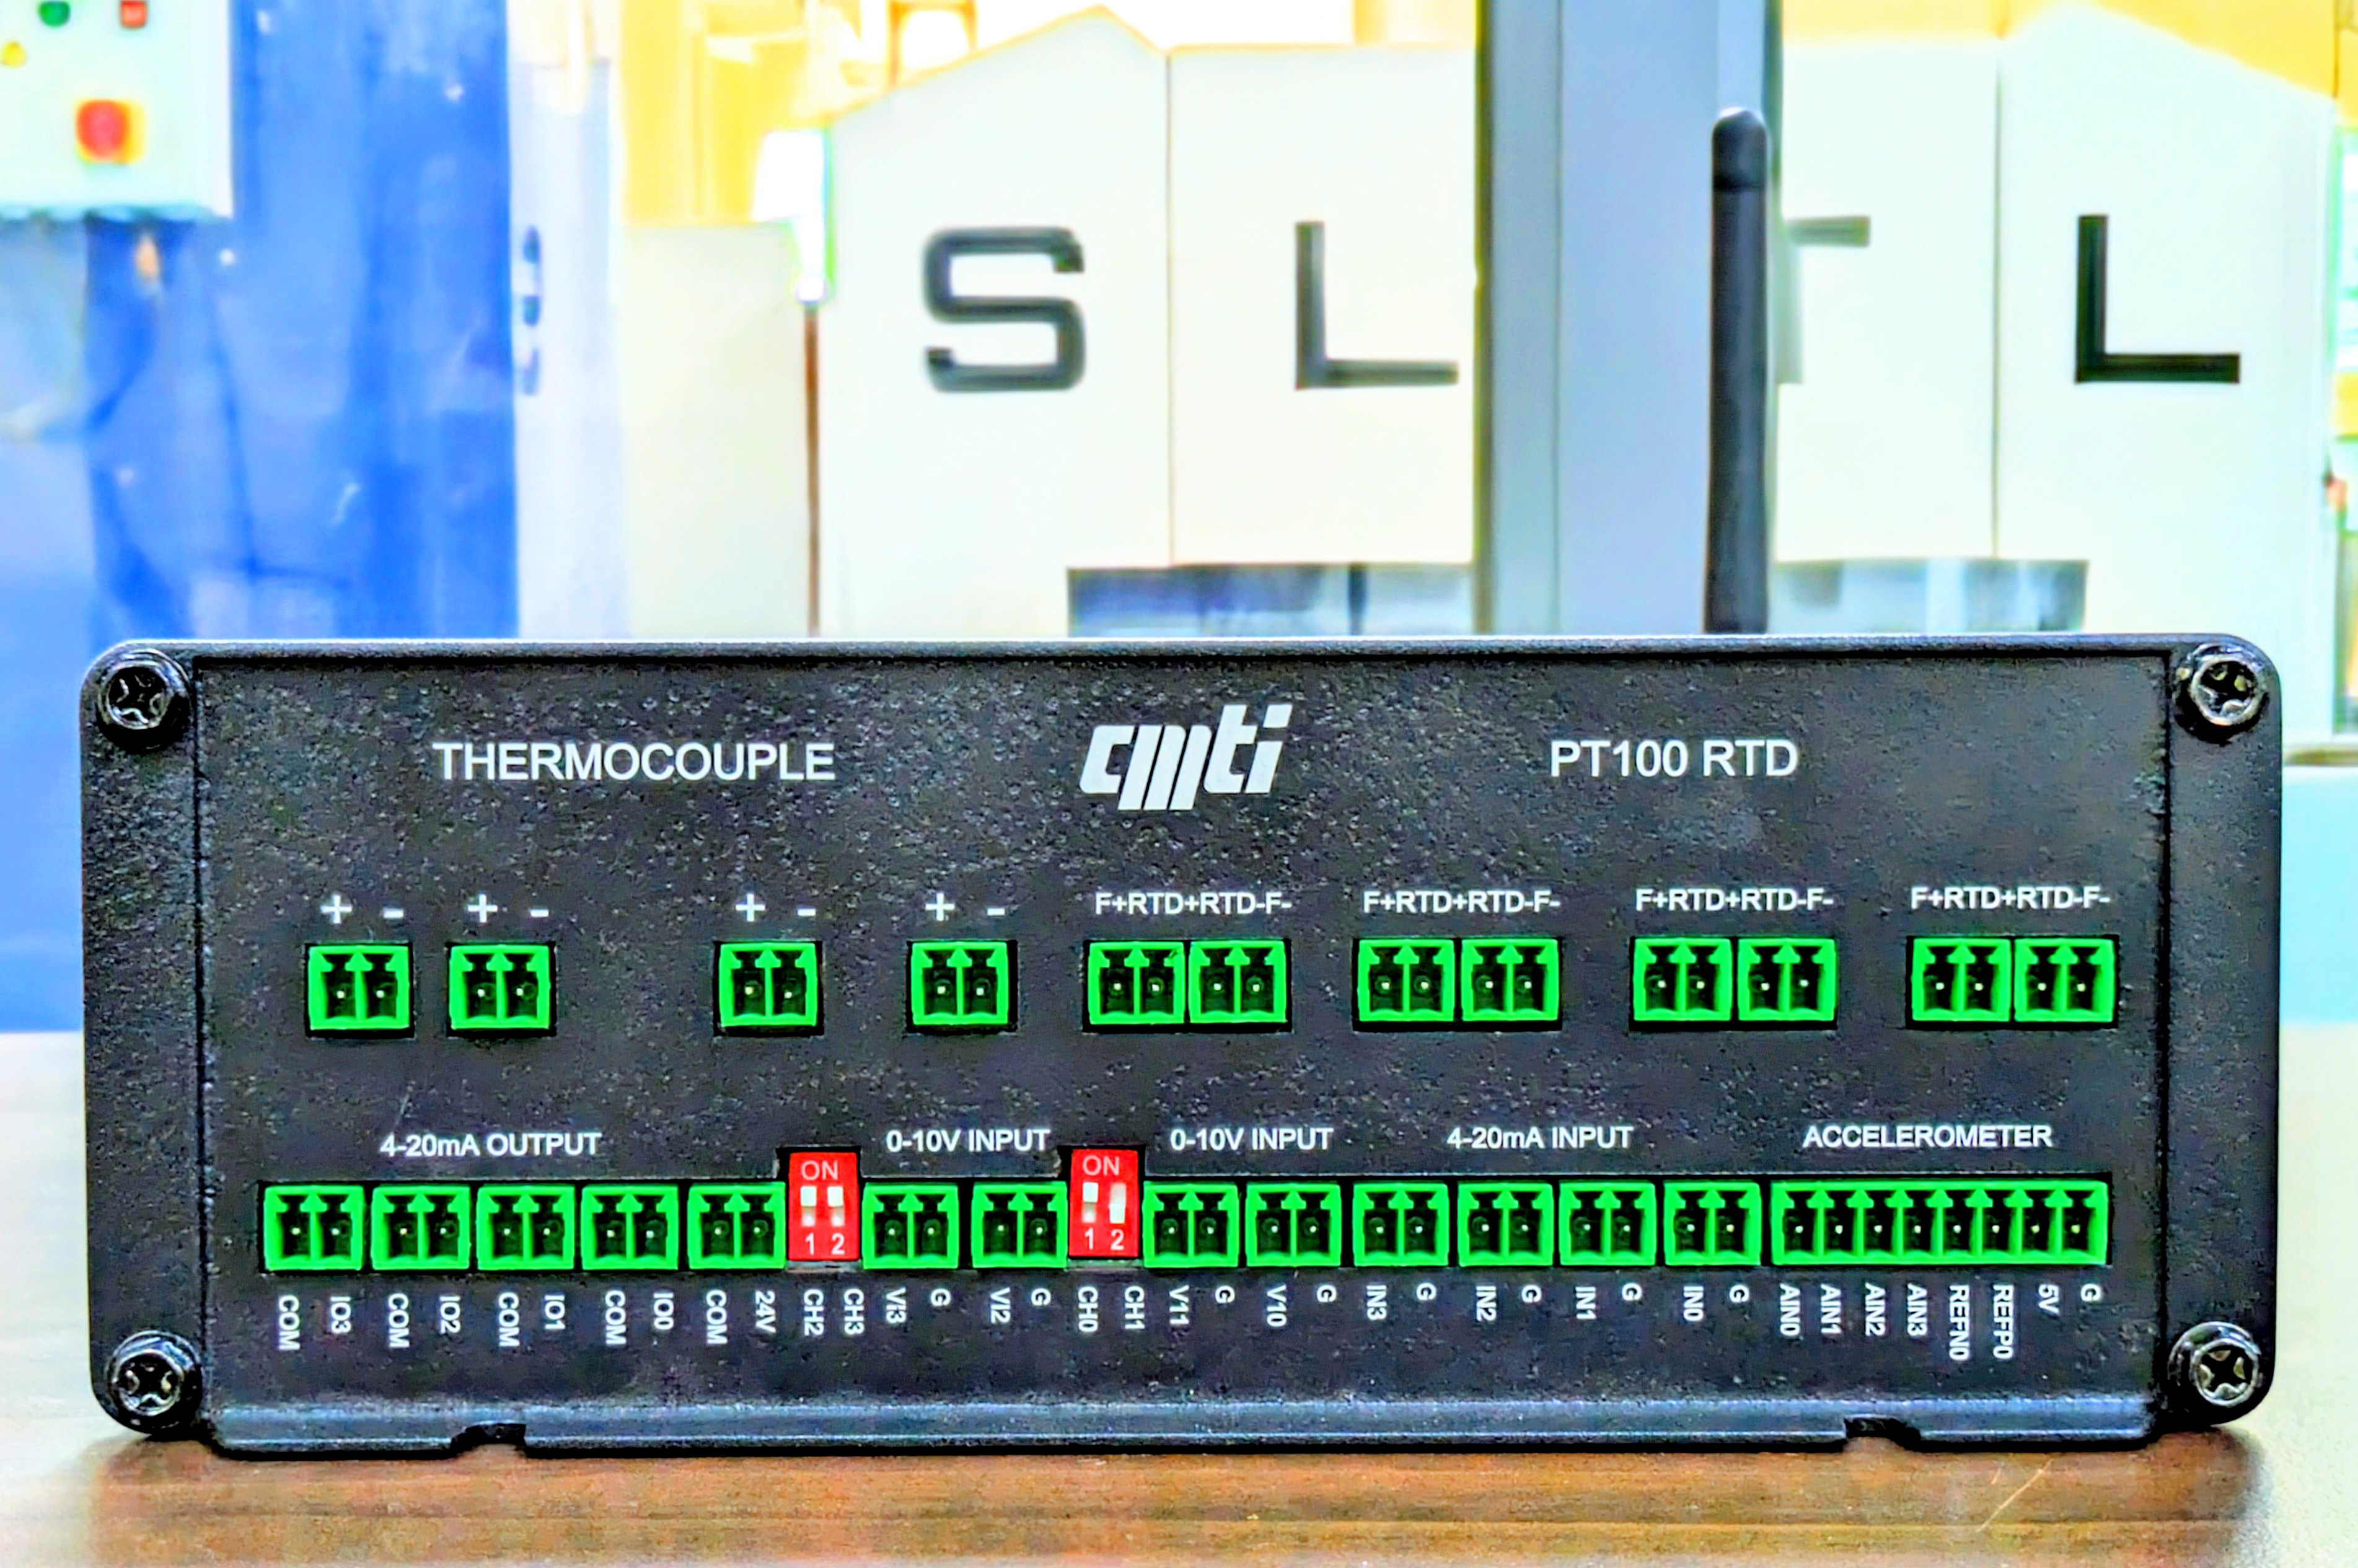 S L L
THERMOCOUPLE cmti PT100 RTD
+ - + - + - + - F+RTD+RTD-F- F+RTD+RTD-F- F+RTD+RTD-F- F+RTD+RTD-F-
4-20mA OUTPUT 0-10V INPUT 0-10V INPUT 4-20mA INPUT ACCELEROMETER
ON ON
1 2 1 2
COM IO3 COM IO2 COM IO1 COM IO0 COM 24V CH2 CH3 VI3 G VI2 G CH0 CH1 V11 G V10 G IN3 G IN2 G IN1 G IN0 G AIN0 AIN1 AIN2 AIN3 REFN0 REFP0 5V G